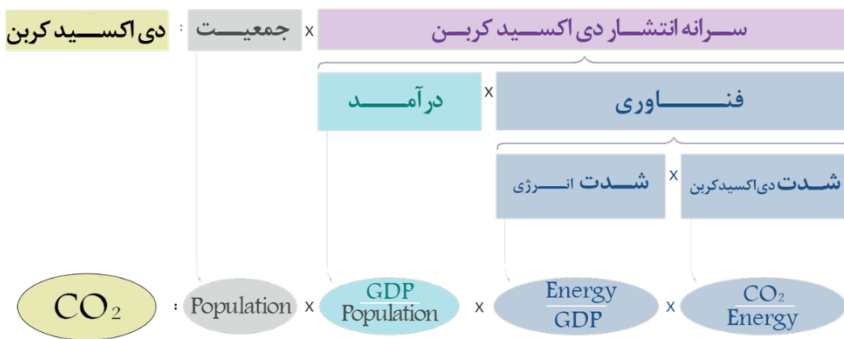 دی اکسید کربن : جمعیت x سرانه انتشار دی اکسید کربن
درآمد x فناوری
شدت انرژی x شدت دی‌اکسیدکربن
CO₂ : Population x GDP/Population x Energy/GDP x CO₂/Energy